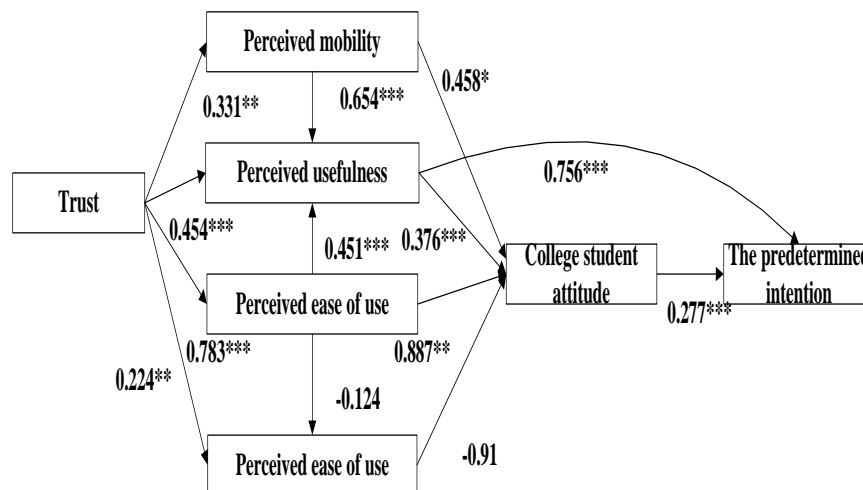 Perceived mobility
0.458*
0.331**
0.654***
Perceived usefulness
0.756***
Trust
0.454***
0.451***
0.376***
College student
attitude
The predetermined
intention
0.277***
Perceived ease of use
0.783***
0.887**
0.224**
-0.124
Perceived ease of use
-0.91